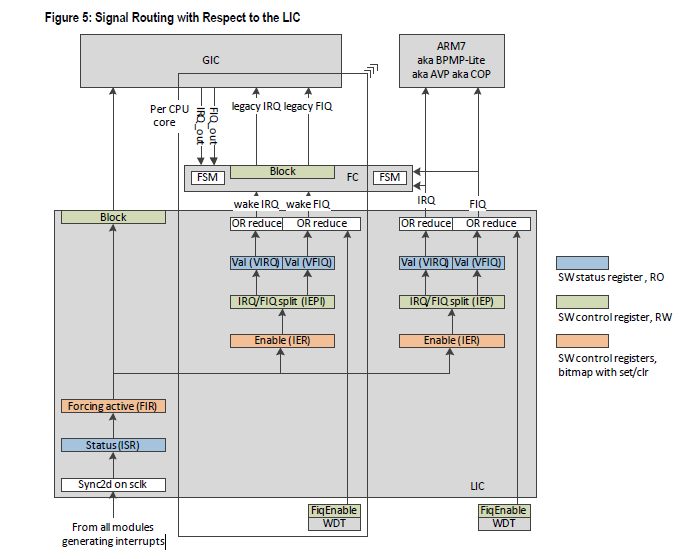 Figure 5: Signal Routing with Respect to the LIC
GIC
ARM7
aka BPMP-Lite
aka AVP aka COP
Per CPU
core
IRQ_out
FIQ_out
legacy IRQ legacy FIQ
FSM
Block
FC
FSM
wake IRQ wake FIQ
IRQ
FIQ
Block
OR reduce
OR reduce
OR reduce
OR reduce
Val (VIRQ)
Val (VFIQ)
Val (VIRQ)
Val (VFIQ)
SW status register, RO
IRQ/FIQ split (IEPI)
IRQ/FIQ split (IEP)
SW control register, RW
Enable (IER)
Enable (IER)
SW control registers,
bitmap with set/clr
Forcing active (FIR)
Status (ISR)
Sync2d on sclk
LIC
From all modules
generating interrupts
FiqEnable
WDT
FiqEnable
WDT